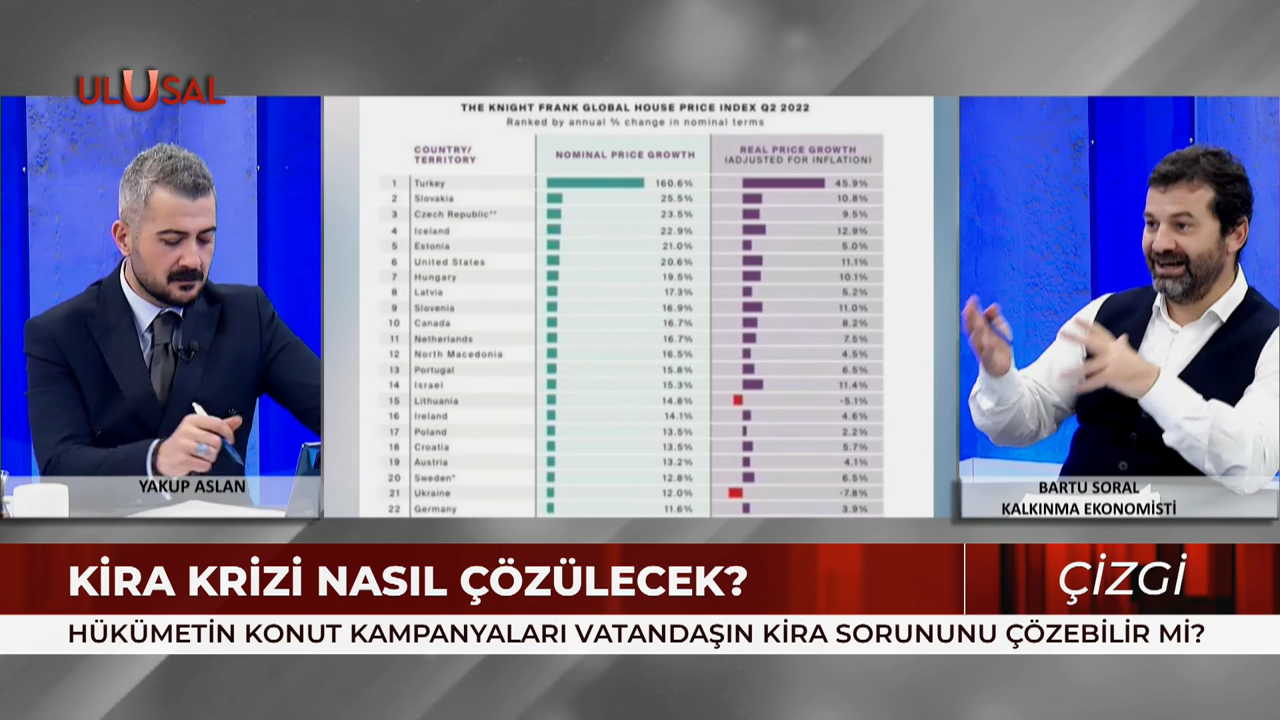 ULUSAL
THE KNIGHT FRANK GLOBAL HOUSE PRICE INDEX Q2 2022
Ranked by annual % change in nominal terms
COUNTRY/
TERRITORY
NOMINAL PRICE GROWTH
REAL PRICE GROWTH
(ADJUSTED FOR INFLATION)
1 Turkey 160.6% 45.9%
2 Slovakia 25.5% 10.8%
3 Czech Republic** 23.5% 9.5%
4 Iceland 22.9% 12.9%
5 Estonia 21.0% 5.0%
6 United States 20.6% 11.1%
7 Hungary 19.5% 10.1%
8 Latvia 17.3% 5.2%
9 Slovenia 16.9% 11.0%
10 Canada 16.7% 8.2%
11 Netherlands 16.7% 7.5%
12 North Macedonia 16.5% 4.5%
13 Portugal 15.8% 6.5%
14 Israel 15.3% 11.4%
15 Lithuania 14.8% -5.1%
16 Ireland 14.1% 4.6%
17 Poland 13.5% 2.2%
18 Croatia 13.5% 5.7%
19 Austria 13.2% 4.1%
20 Sweden* 12.8% 6.5%
21 Ukraine 12.0% -7.8%
22 Germany 11.6% 3.9%
YAKUP ASLAN
BARTU SORAL
KALKINMA EKONOMİSTİ
KİRA KRİZİ NASIL ÇÖZÜLECEK?
ÇİZGİ
HÜKÜMETİN KONUT KAMPANYALARI VATANDAŞIN KİRA SORUNUNU ÇÖZEBİLİR Mİ?